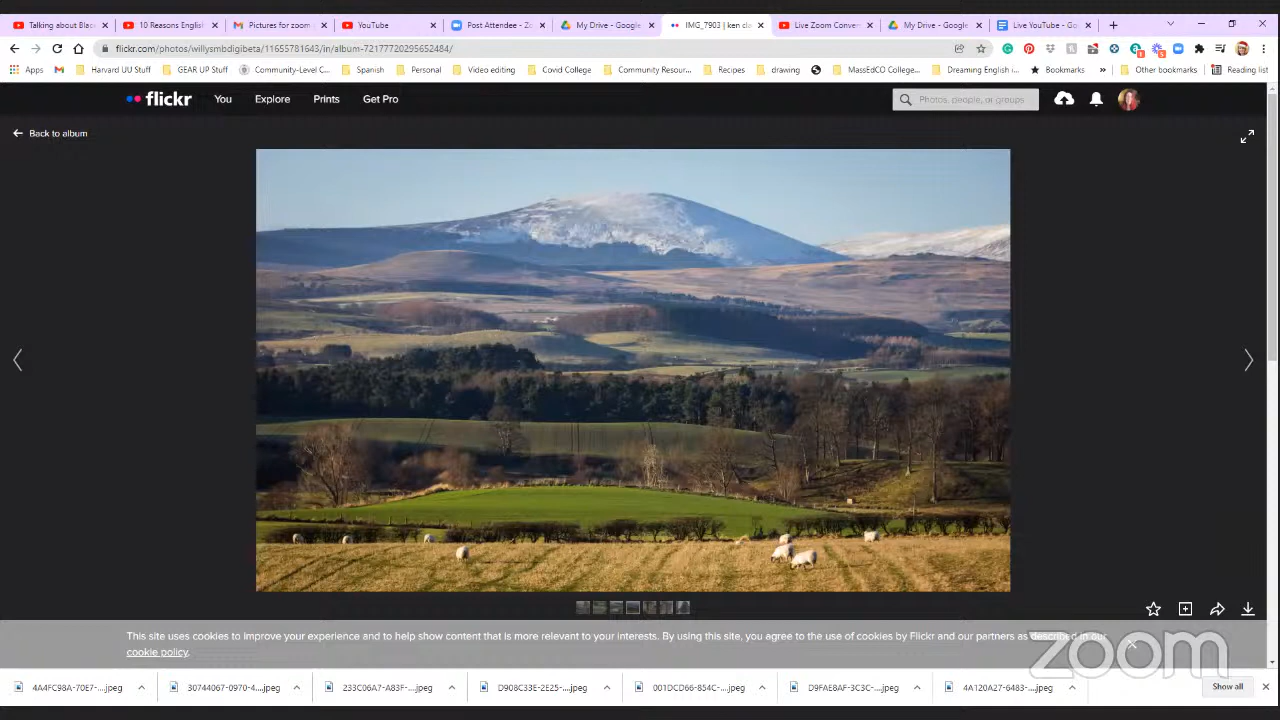 Talking about Blac
10 Reasons English
Pictures for zoom
YouTube
Post Attendee - Zo
My Drive - Google
IMG_7903 | ken cla
Live Zoom Conver
My Drive - Google
Live YouTube - Go
flickr.com/photos/willysmbdigibeta/11655781643/in/album-72177720295652484/
Apps
Harvard UU Stuff
GEAR UP Stuff
Community-Level C...
Spanish
Personal
Video editing
Covid College
Community Resour...
Recipes
drawing
MassEdCO College...
Dreaming English i...
Bookmarks
»
Other bookmarks
Reading list
flickr
You
Explore
Prints
Get Pro
Photos, people, or groups
Back to album
This site uses cookies to improve your experience and to help show content that is more relevant to your interests. By using this site, you agree to the use of cookies by Flickr and our partners as described in our
cookie policy.
zoom
4A4FC98A-70E7-....jpeg
30744067-0970-4....jpeg
233C06A7-A83F-....jpeg
D908C33E-2E25-....jpeg
001DCD66-854C-....jpeg
D9FAE8AF-3C3C-....jpeg
4A120A27-6483-....jpeg
Show all